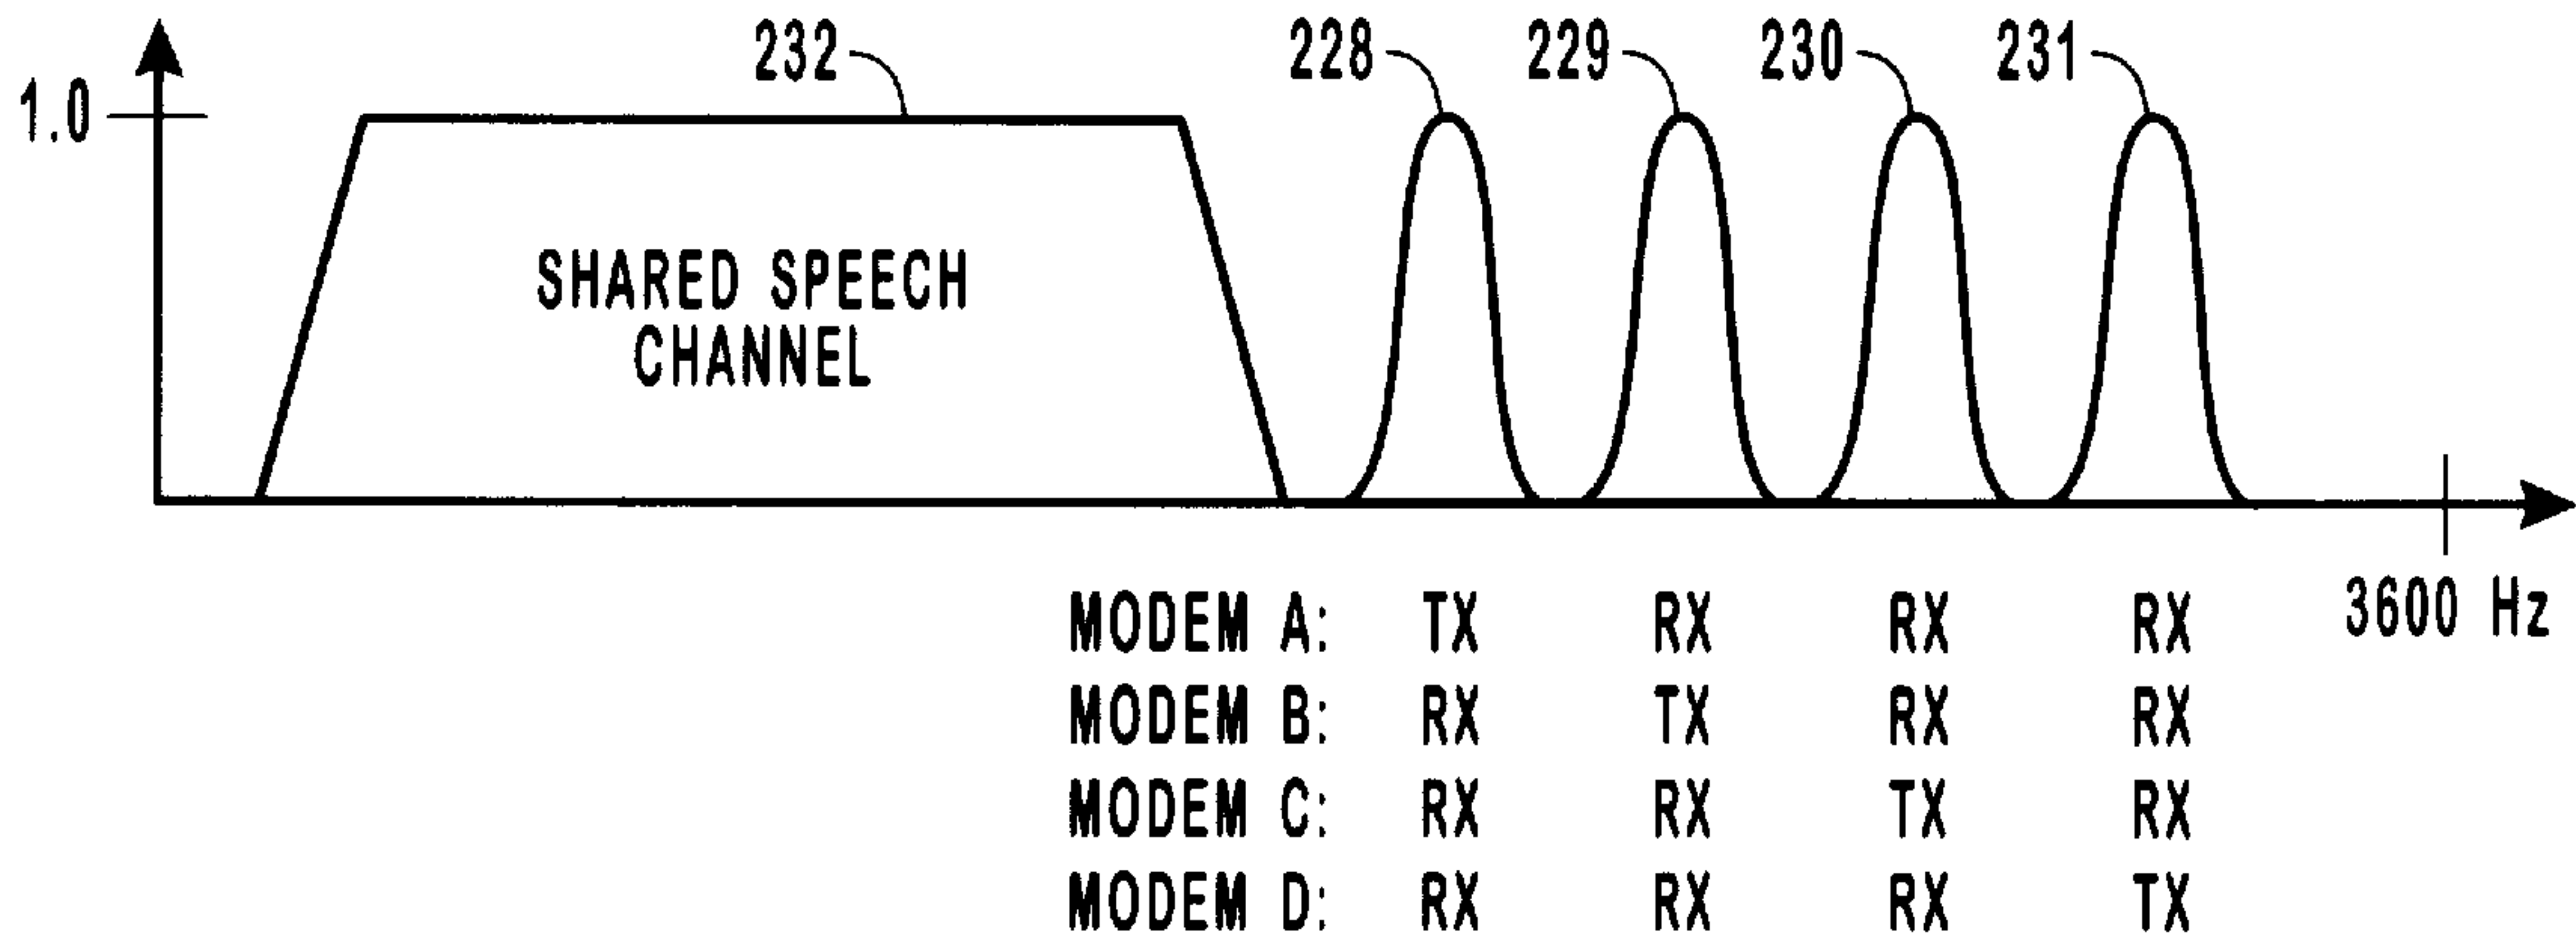 232 228 229 230 231
1.0
SHARED SPEECH
CHANNEL
3600 Hz
MODEM A: TX RX RX RX
MODEM B: RX TX RX RX
MODEM C: RX RX TX RX
MODEM D: RX RX RX TX